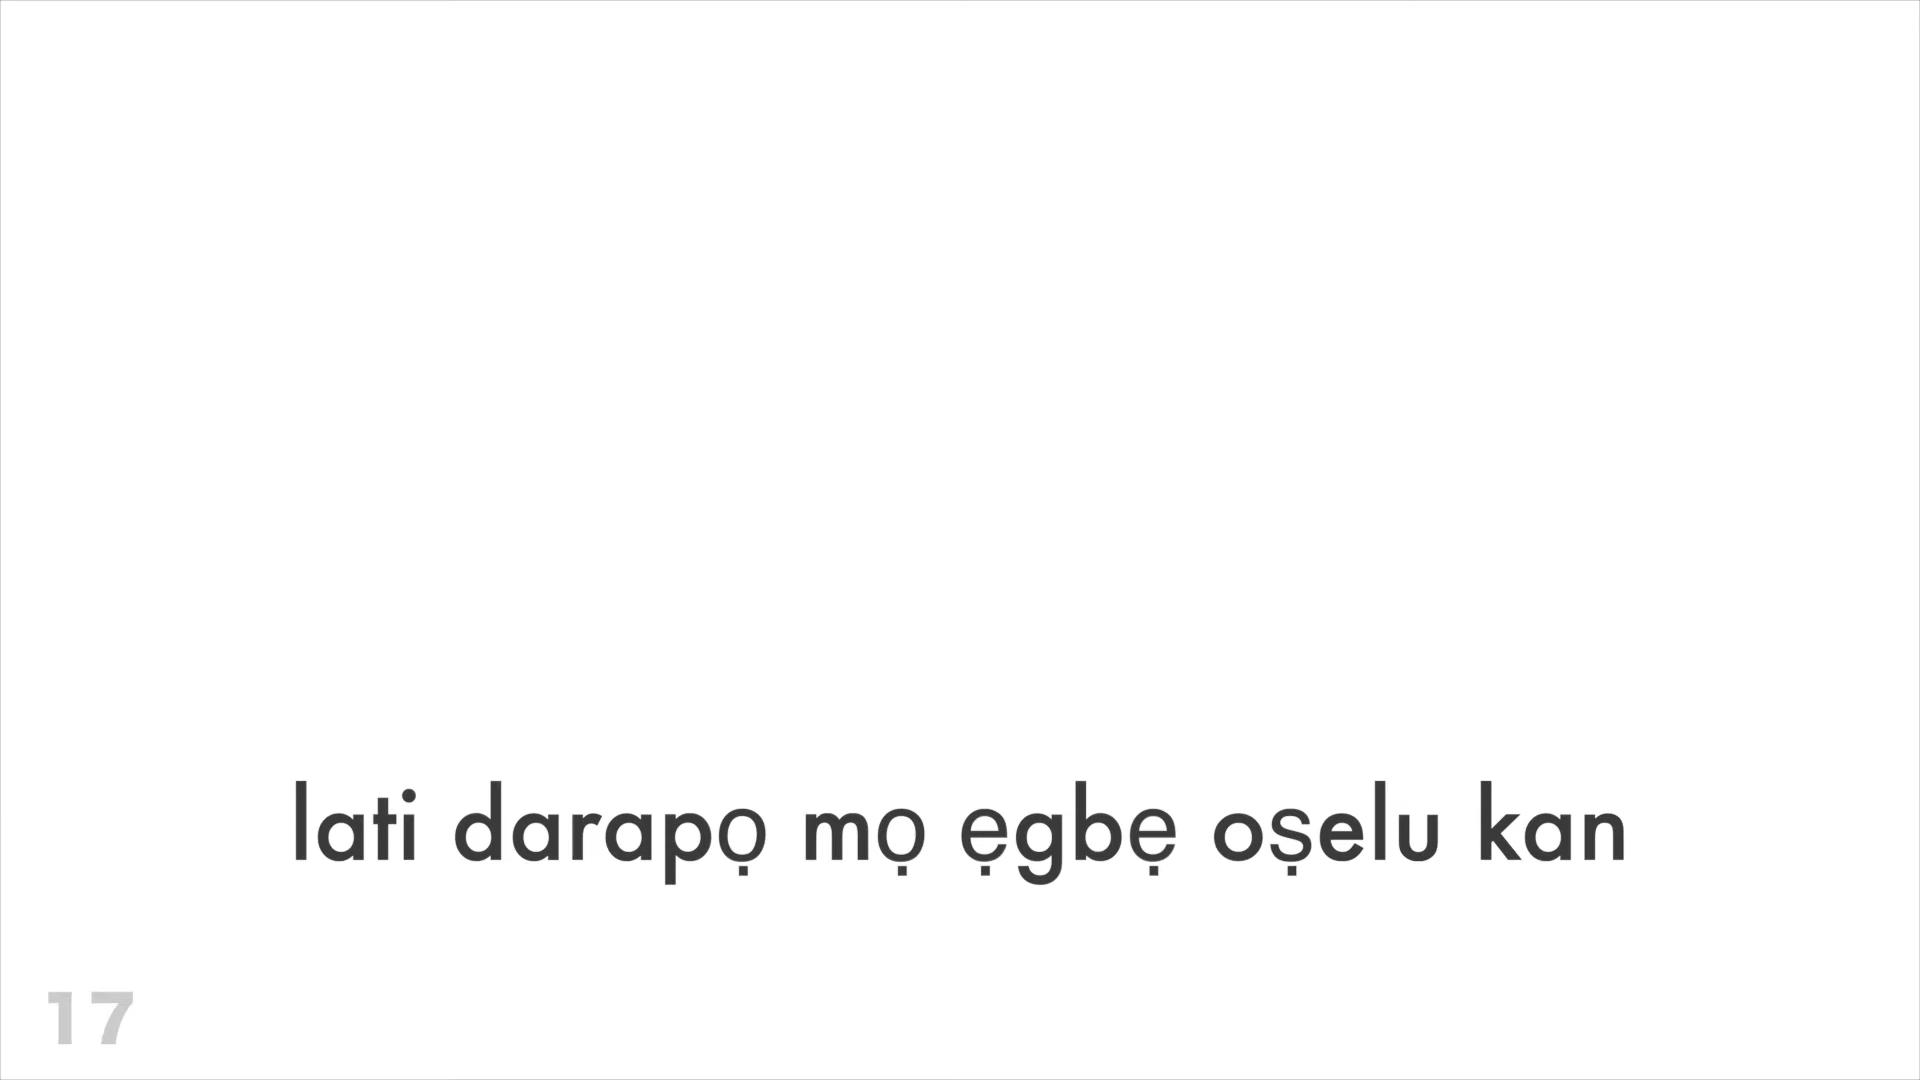 lati darapọ mọ ẹgbẹ oṣelu kan
17